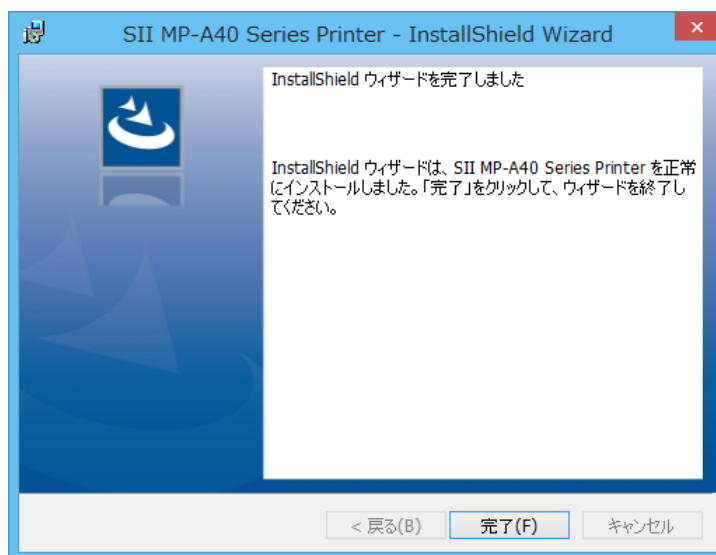 SII MP-A40 Series Printer - InstallShield Wizard
InstallShield ウィザードを完了しました
InstallShield ウィザードは、SII MP-A40 Series Printer を正常
にインストールしました。「完了」をクリックして、ウィザードを終了し
てください。
< 戻る(B)
完了(F)
キャンセル